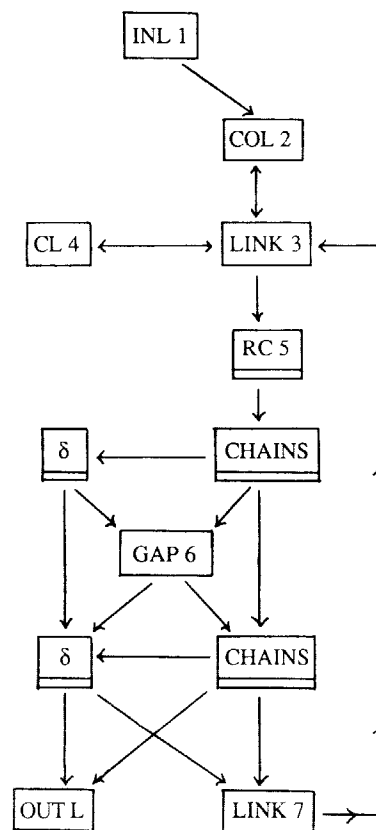 INL 1
COL 2
CL 4
LINK 3
RC 5
δ
CHAINS
GAP 6
δ
CHAINS
OUT L
LINK 7